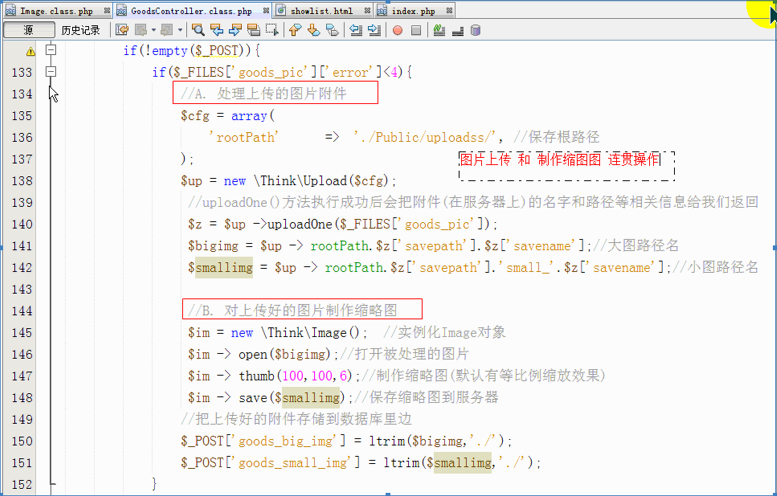 Image.class.php
GoodsController.class.php
showlist.html
index.php
源
历史记录
if(!empty($_POST)){
133 if($_FILES['goods_pic']['error']<4){
134 //A. 处理上传的图片附件
135 $cfg = array(
136 'rootPath' => './Public/uploadss/', //保存根路径
137 );
图片上传 和 制作缩图图 连贯操作
138 $up = new \Think\Upload($cfg);
139 //uploadOne()方法执行成功后会把附件(在服务器上)的名字和路径等相关信息给我们返回
140 $z = $up ->uploadOne($_FILES['goods_pic']);
141 $bigimg = $up -> rootPath.$z['savepath'].$z['savename'];//大图路径名
142 $smallimg = $up -> rootPath.$z['savepath'].'small_'.$z['savename'];//小图路径名
143
144 //B. 对上传好的图片制作缩略图
145 $im = new \Think\Image(); //实例化Image对象
146 $im -> open($bigimg);//打开被处理的图片
147 $im -> thumb(100,100,6);//制作缩略图(默认有等比例缩放效果)
148 $im -> save($smallimg);//保存缩略图到服务器
149 //把上传好的附件存储到数据库里边
150 $_POST['goods_big_img'] = ltrim($bigimg,'./');
151 $_POST['goods_small_img'] = ltrim($smallimg,'./');
152 }